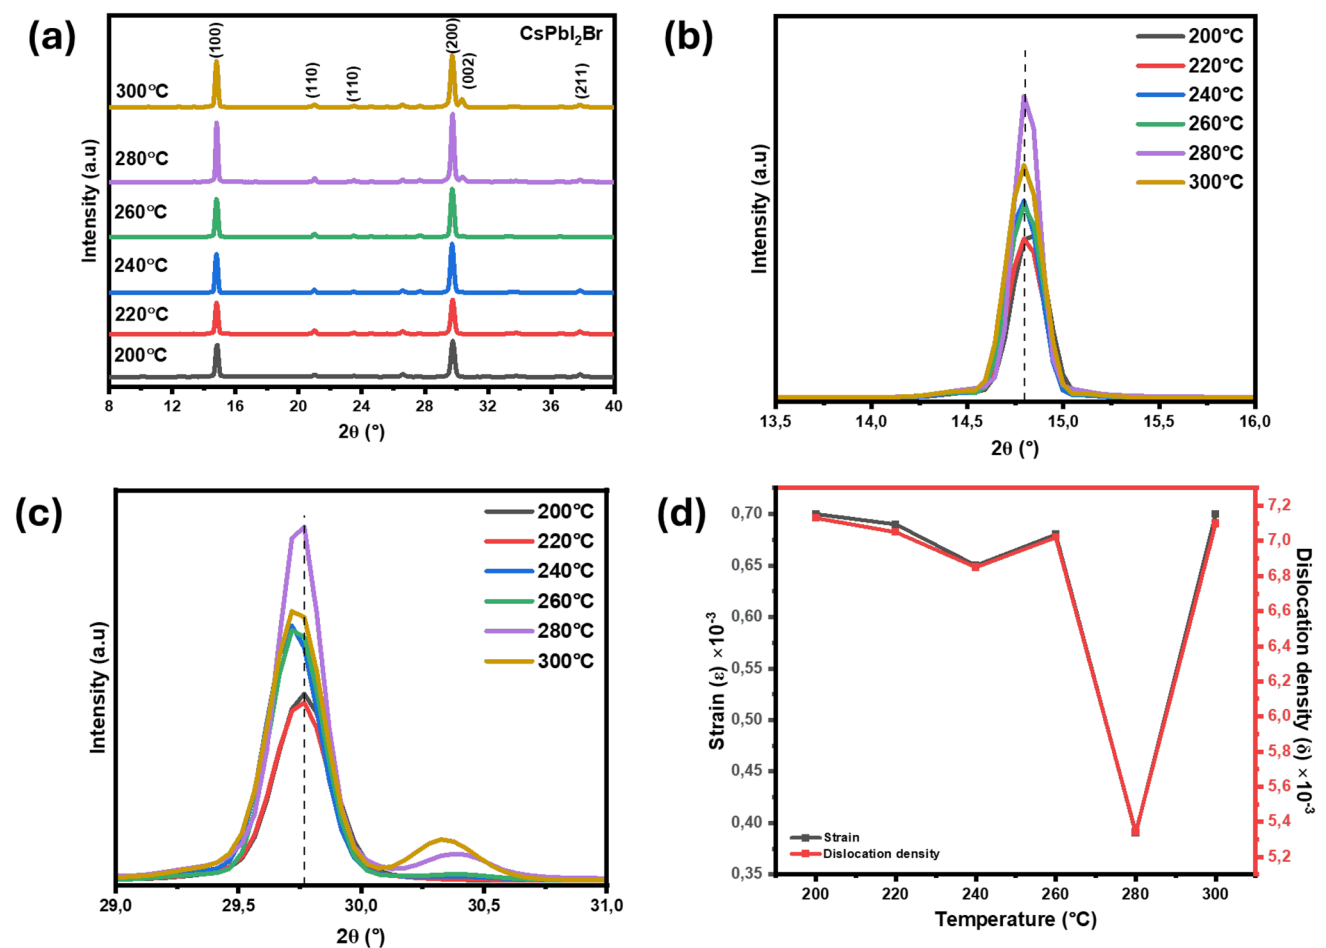 (a)
CsPbI₂Br
(100)
(110)
(110)
(200)
(002)
(211)
300°C
280°C
260°C
240°C
220°C
200°C
Intensity (a.u)
8 12 16 20 24 28 32 36 40
2θ (°)
(b)
200°C
220°C
240°C
260°C
280°C
300°C
Intensity (a.u)
13,5 14,0 14,5 15,0 15,5 16,0
2θ (°)
(c)
200°C
220°C
240°C
260°C
280°C
300°C
Intensity (a.u)
29,0 29,5 30,0 30,5 31,0
2θ (°)
(d)
0,70
0,65
0,60
0,55
0,50
0,45
0,40
0,35
Strain (ε) ×10⁻³
7,2
7,0
6,8
6,6
6,4
6,2
6,0
5,8
5,6
5,4
5,2
Dislocation density (δ) ×10⁻³
Strain
Dislocation density
200 220 240 260 280 300
Temperature (°C)